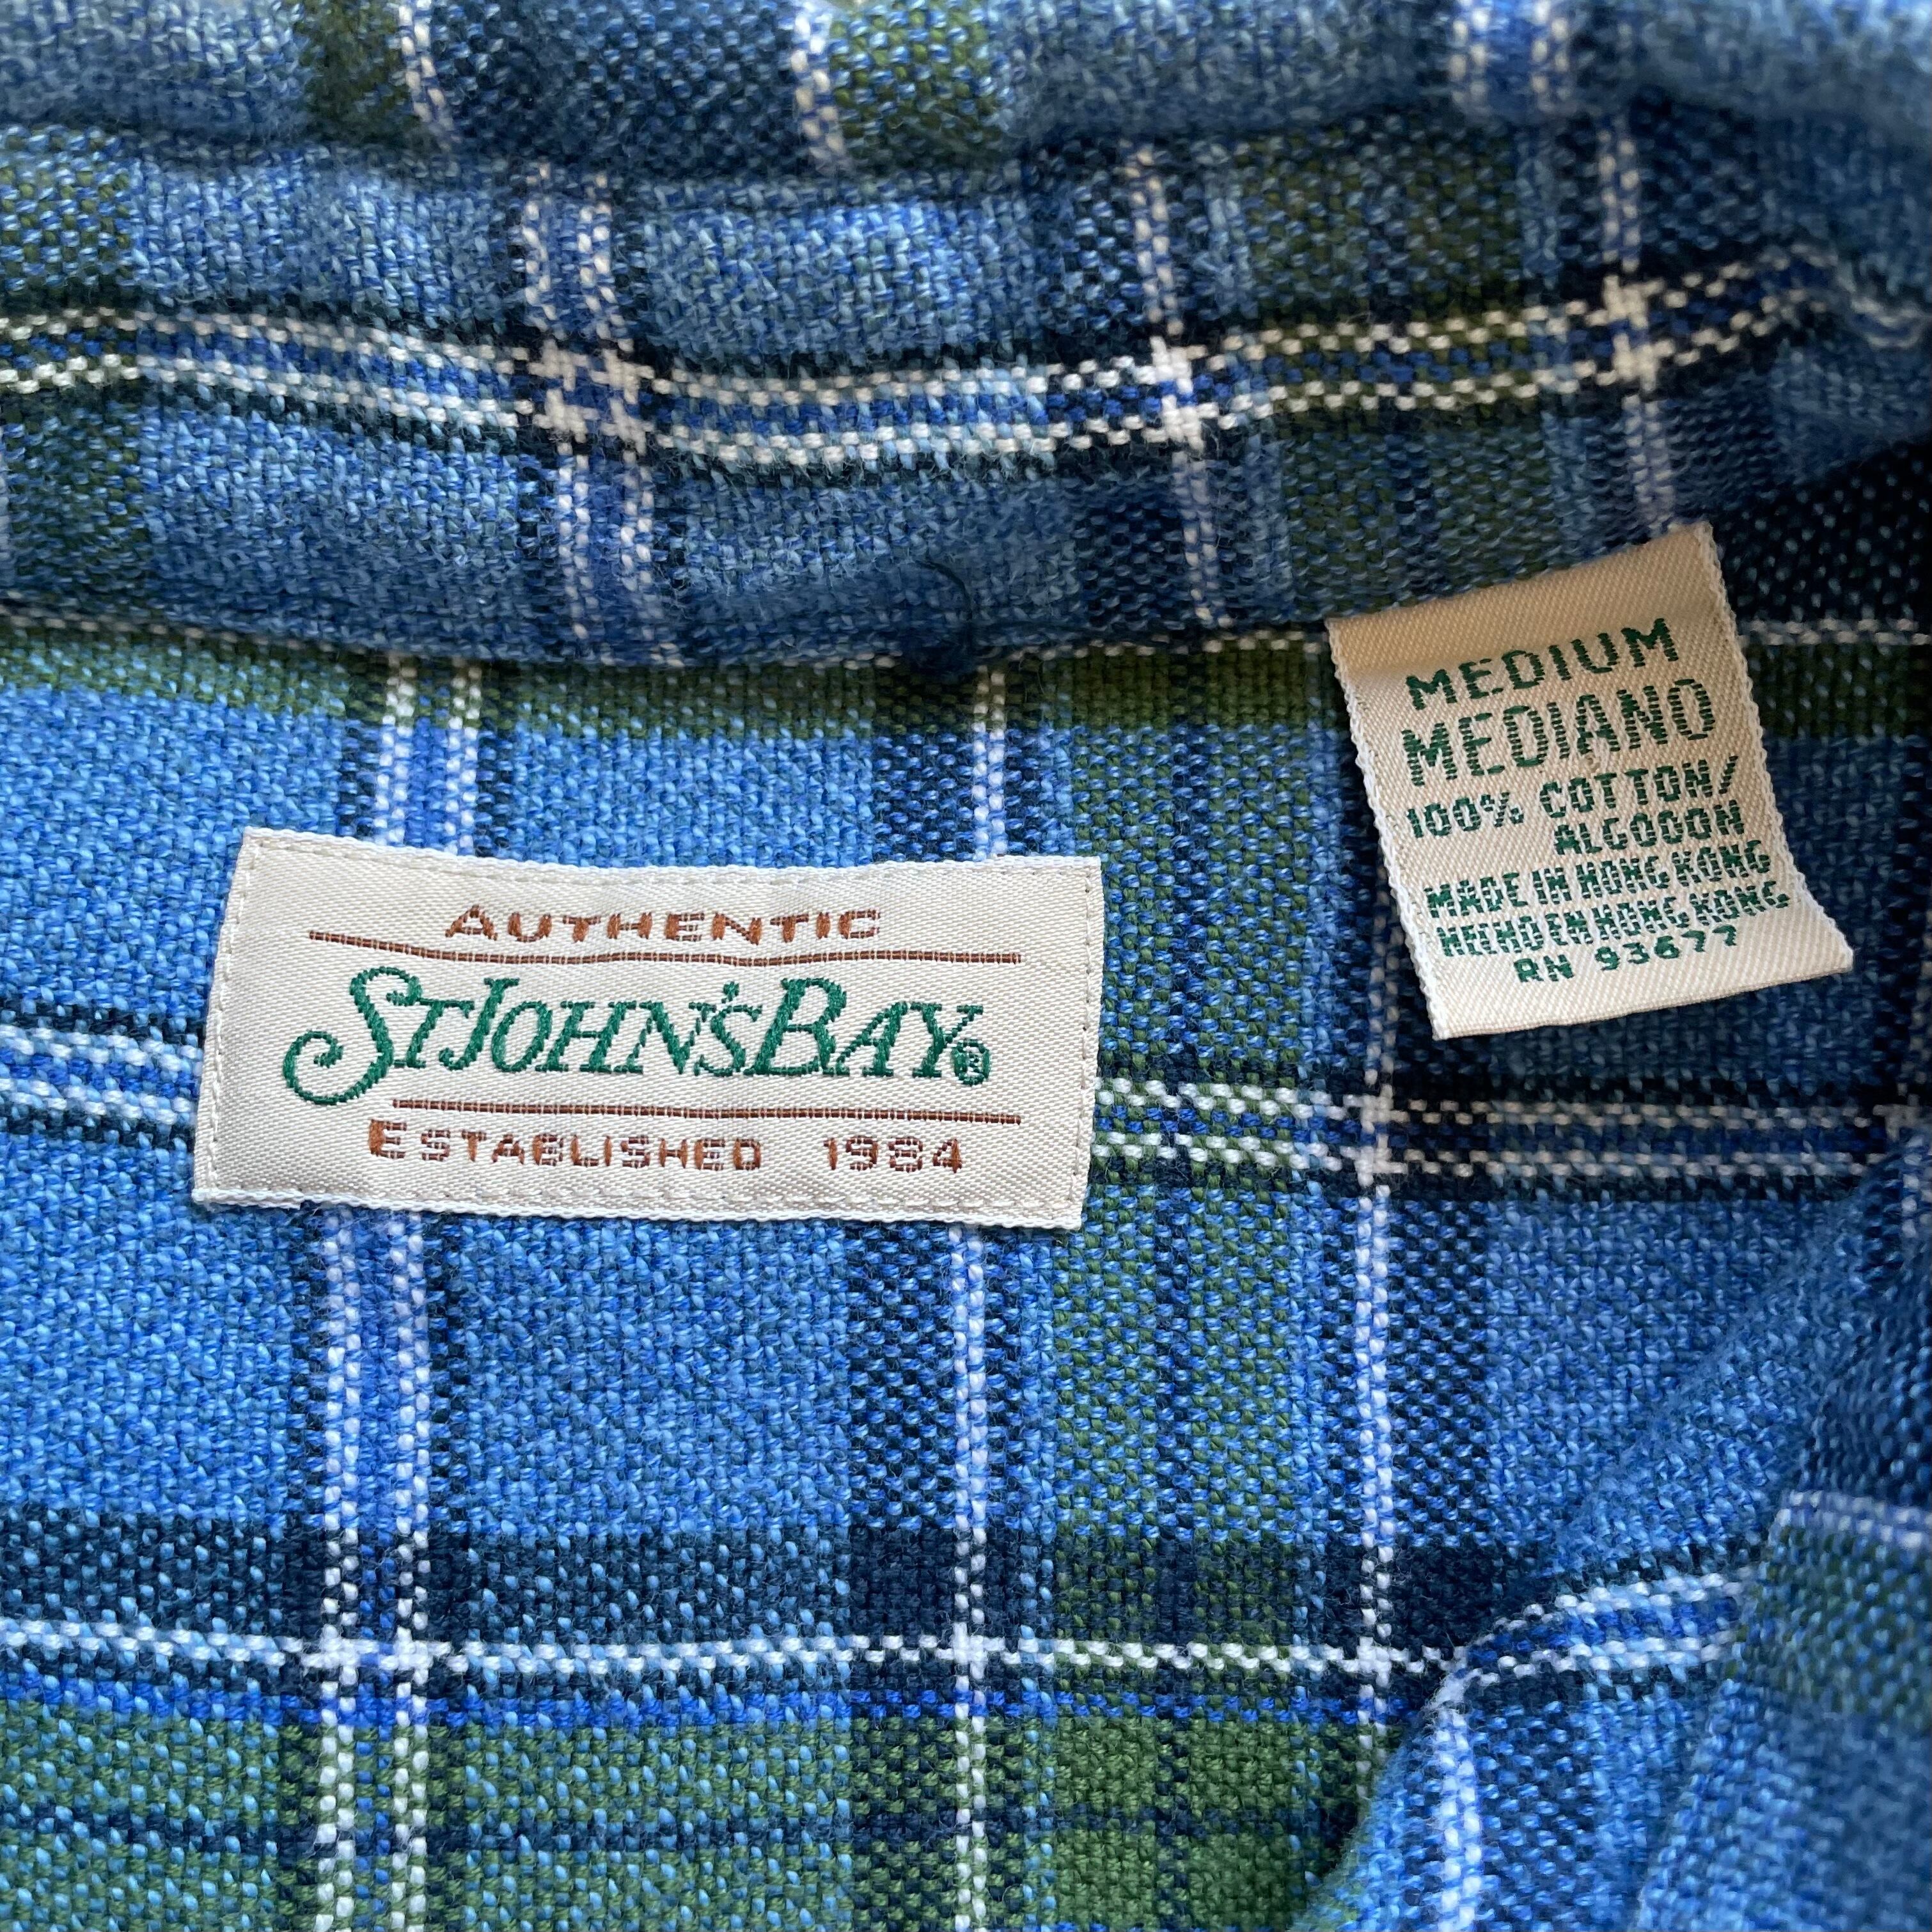 AUTHENTIC
ST JOHN'S BAY®
ESTABLISHED 1984
MEDIUM
MEDIANO
100% COTTON/
ALGODON
MADE IN HONG KONG
HECHO EN HONG KONG
RN 93677